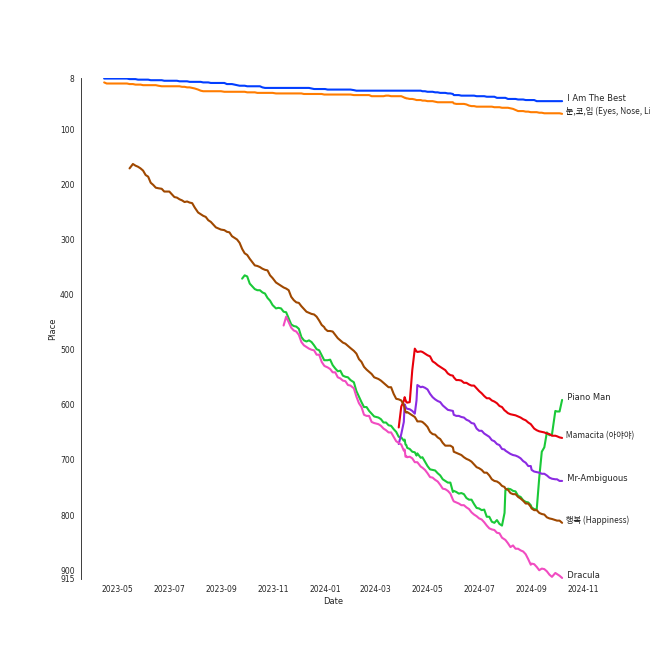 8
100
200
300
400
500
600
700
800
900
915
Place
2023-05
2023-07
2023-09
2023-11
2024-01
2024-03
2024-05
2024-07
2024-09
2024-11
Date
I Am The Best
눈,코,입 (Eyes, Nose, Li
Piano Man
Mamacita (아야야)
Mr-Ambiguous
행복 (Happiness)
Dracula